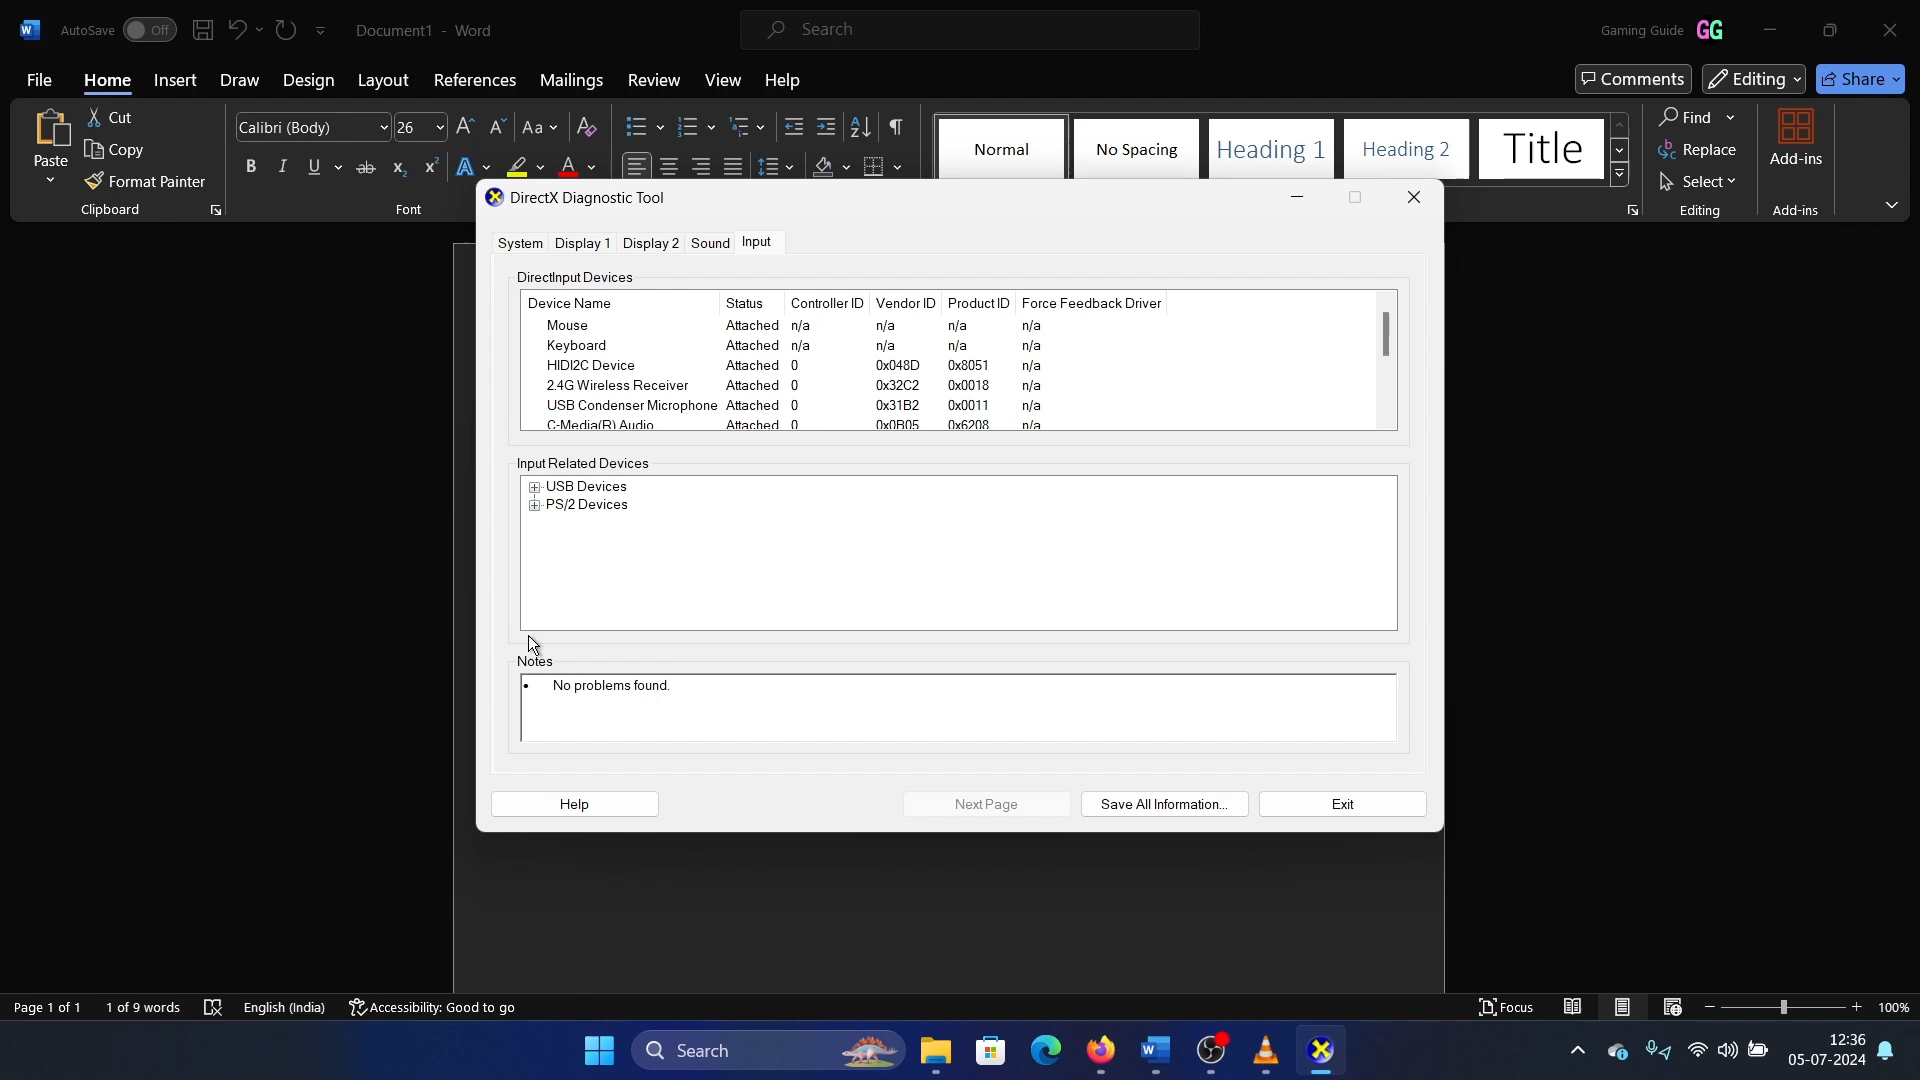 AutoSave Off Document1 - Word Search Gaming Guide GG
File Home Insert Draw Design Layout References Mailings Review View Help Comments Editing Share
Paste Cut Copy Format Painter
Clipboard
Calibri (Body) 26
Font
Normal No Spacing Heading 1 Heading 2 Title
Find
Replace
Select
Editing
Add-ins
Add-ins
DirectX Diagnostic Tool
System Display 1 Display 2 Sound Input
DirectInput Devices
Device Name Status Controller ID Vendor ID Product ID Force Feedback Driver
Mouse Attached n/a n/a n/a n/a
Keyboard Attached n/a n/a n/a n/a
HIDI2C Device Attached 0 0x048D 0x8051 n/a
2.4G Wireless Receiver Attached 0 0x32C2 0x0018 n/a
USB Condenser Microphone Attached 0 0x31B2 0x0011 n/a
C-Media(R) Audio Attached 0 0x0B05 0x6208 n/a
Input Related Devices
USB Devices
PS/2 Devices
Notes
No problems found.
Help Next Page Save All Information... Exit
Page 1 of 1 1 of 9 words English (India) Accessibility: Good to go Focus 100%
Search
12:36
05-07-2024